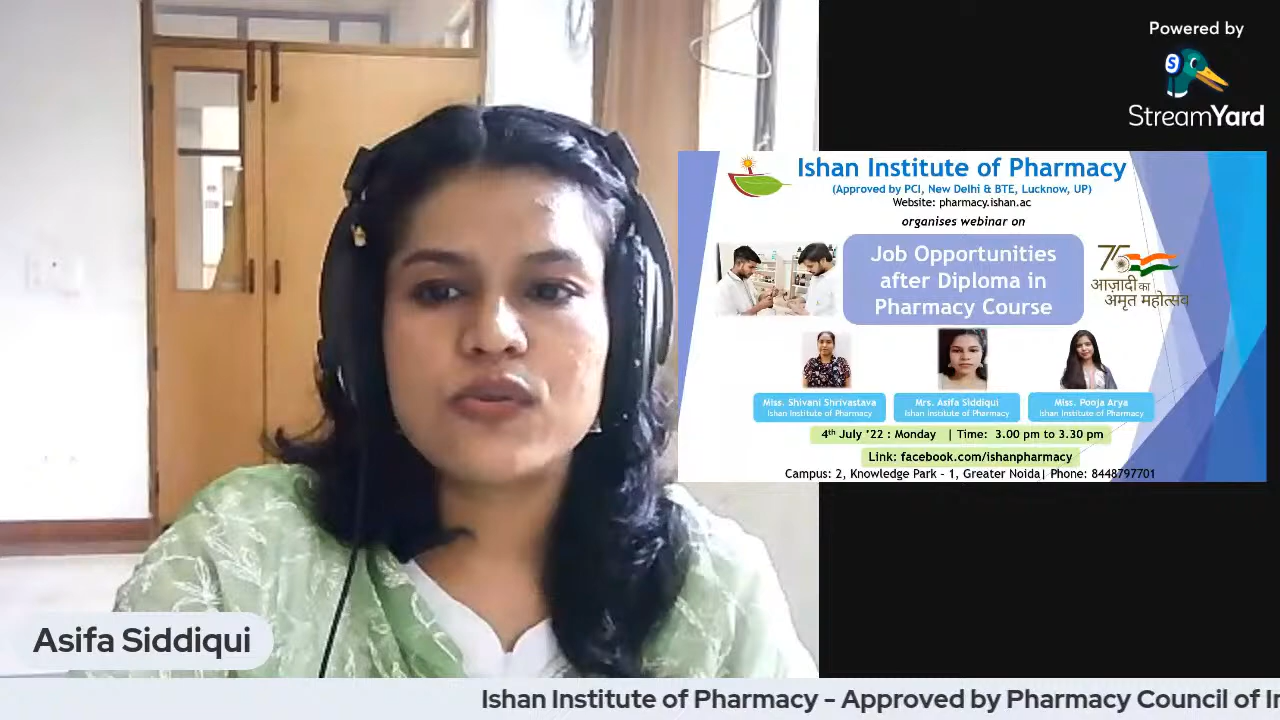 Powered by
StreamYard
Ishan Institute of Pharmacy
(Approved by PCI, New Delhi & BTE, Lucknow, UP)
Website: pharmacy.ishan.ac
organises webinar on
Job Opportunities
after Diploma in
Pharmacy Course
75
आज़ादी का
अमृत महोत्सव
Miss. Shivani Shrivastava
Ishan Institute of Pharmacy
Mrs. Asifa Siddiqui
Ishan Institute of Pharmacy
Miss. Pooja Arya
Ishan Institute of Pharmacy
4th July '22 : Monday | Time: 3.00 pm to 3.30 pm
Link: facebook.com/ishanpharmacy
Campus: 2, Knowledge Park - 1, Greater Noida| Phone: 8448797701
Asifa Siddiqui
Ishan Institute of Pharmacy - Approved by Pharmacy Council of I